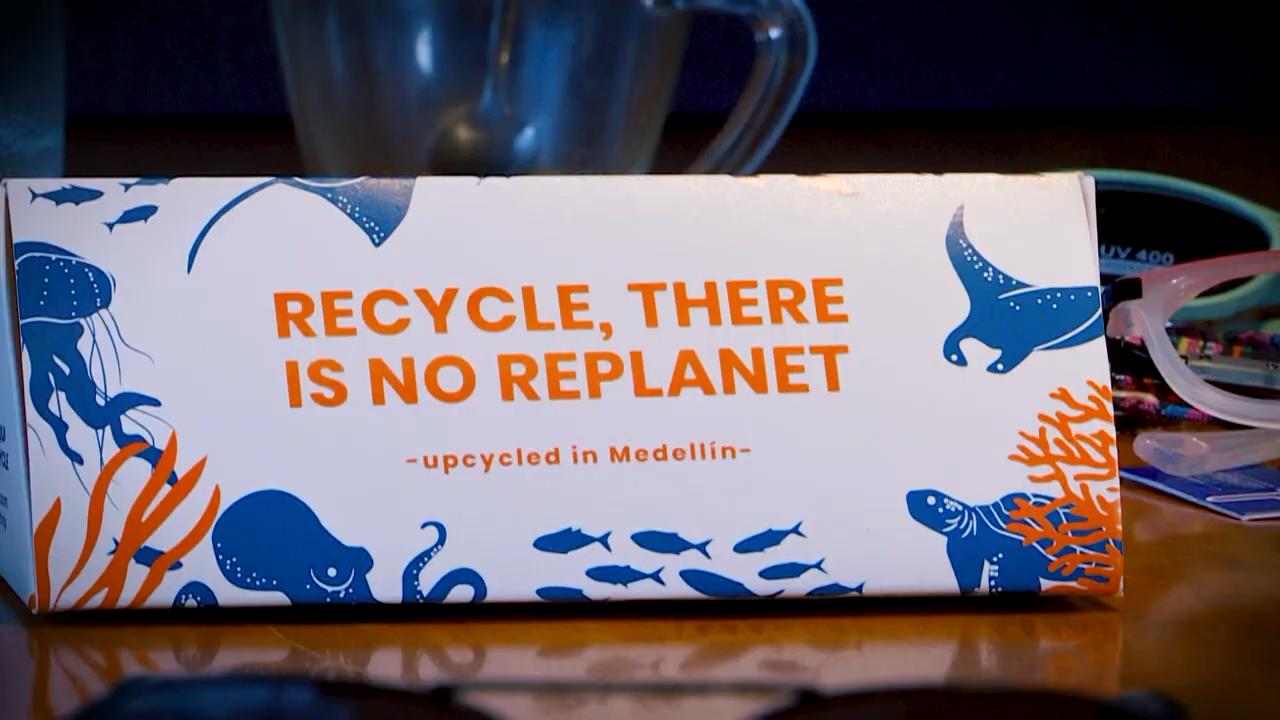 RECYCLE, THERE
IS NO REPLANET
-upcycled in Medellín-
UV 400